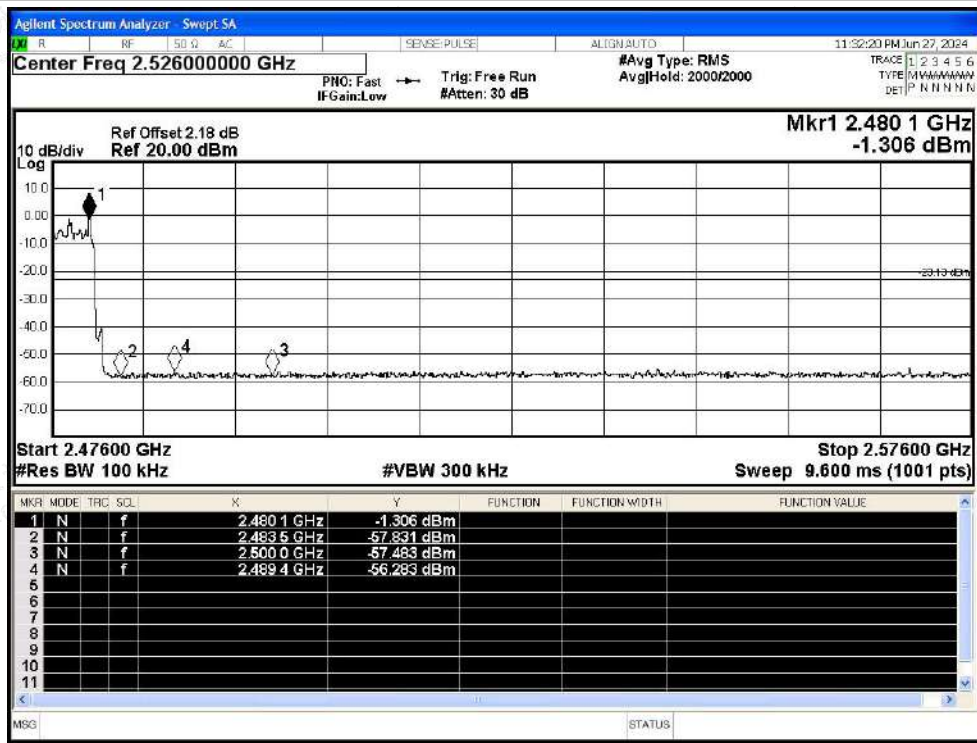 Agilent Spectrum Analyzer - Swept SA
LXI R RF 50 Ω AC SENSE:PULSE ALIGN AUTO 11:32:20 PM Jun 27, 2024
Center Freq 2.526000000 GHz
PNO: Fast
IFGain:Low
Trig: Free Run
#Atten: 30 dB
#Avg Type: RMS
Avg|Hold: 2000/2000
TRACE 1 2 3 4 5 6
TYPE M
DET P N N N N N
Mkr1 2.480 1 GHz
-1.306 dBm
Ref Offset 2.18 dB
10 dB/div Ref 20.00 dBm
Log
10.0
0.00
-10.0
-20.0
-30.0
-40.0
-50.0
-60.0
-70.0
1
-23.13 dBm
2
4
3
Start 2.47600 GHz Stop 2.57600 GHz
#Res BW 100 kHz #VBW 300 kHz Sweep 9.600 ms (1001 pts)
MKR MODE TRC SCL X Y FUNCTION FUNCTION WIDTH FUNCTION VALUE
1 N f 2.480 1 GHz -1.306 dBm
2 N f 2.483 5 GHz -57.831 dBm
3 N f 2.500 0 GHz -57.483 dBm
4 N f 2.489 4 GHz -56.283 dBm
5
6
7
8
9
10
11
MSG STATUS